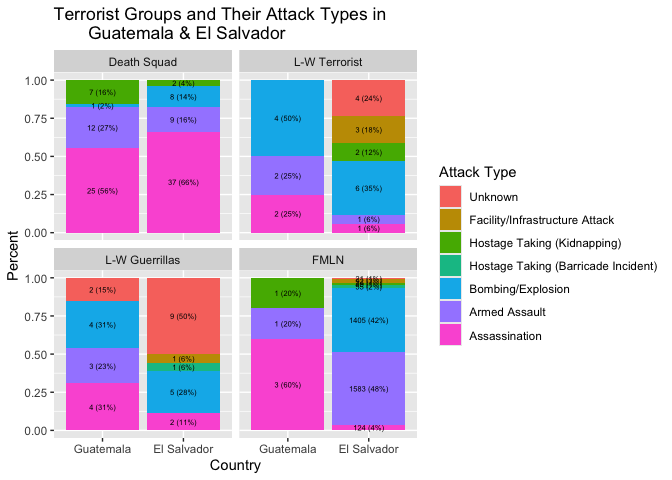 Terrorist Groups and Their Attack Types in
Guatemala & El Salvador
Death Squad
L-W Terrorist
1.00
0.75
0.50
0.25
0.00
7 (16%)
1 (2%)
12 (27%)
25 (56%)
2 (4%)
8 (14%)
9 (16%)
37 (66%)
4 (50%)
2 (25%)
2 (25%)
4 (24%)
3 (18%)
2 (12%)
6 (35%)
1 (6%)
1 (6%)
L-W Guerrillas
FMLN
1.00
0.75
0.50
0.25
0.00
2 (15%)
4 (31%)
3 (23%)
4 (31%)
9 (50%)
1 (6%)
1 (6%)
5 (28%)
2 (11%)
1 (20%)
1 (20%)
3 (60%)
1405 (42%)
1583 (48%)
124 (4%)
Guatemala
El Salvador
Guatemala
El Salvador
Country
Percent
Attack Type
Unknown
Facility/Infrastructure Attack
Hostage Taking (Kidnapping)
Hostage Taking (Barricade Incident)
Bombing/Explosion
Armed Assault
Assassination